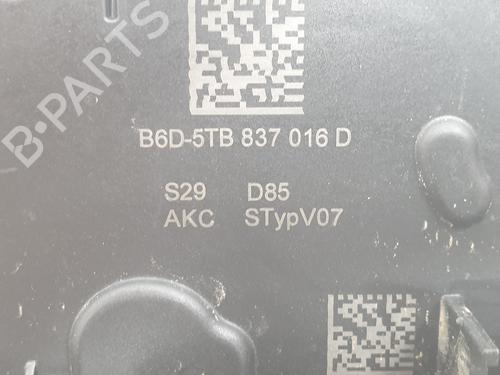 B-PARTS
B6D-5TB 837 016 D
S29 D85
AKC STypV07